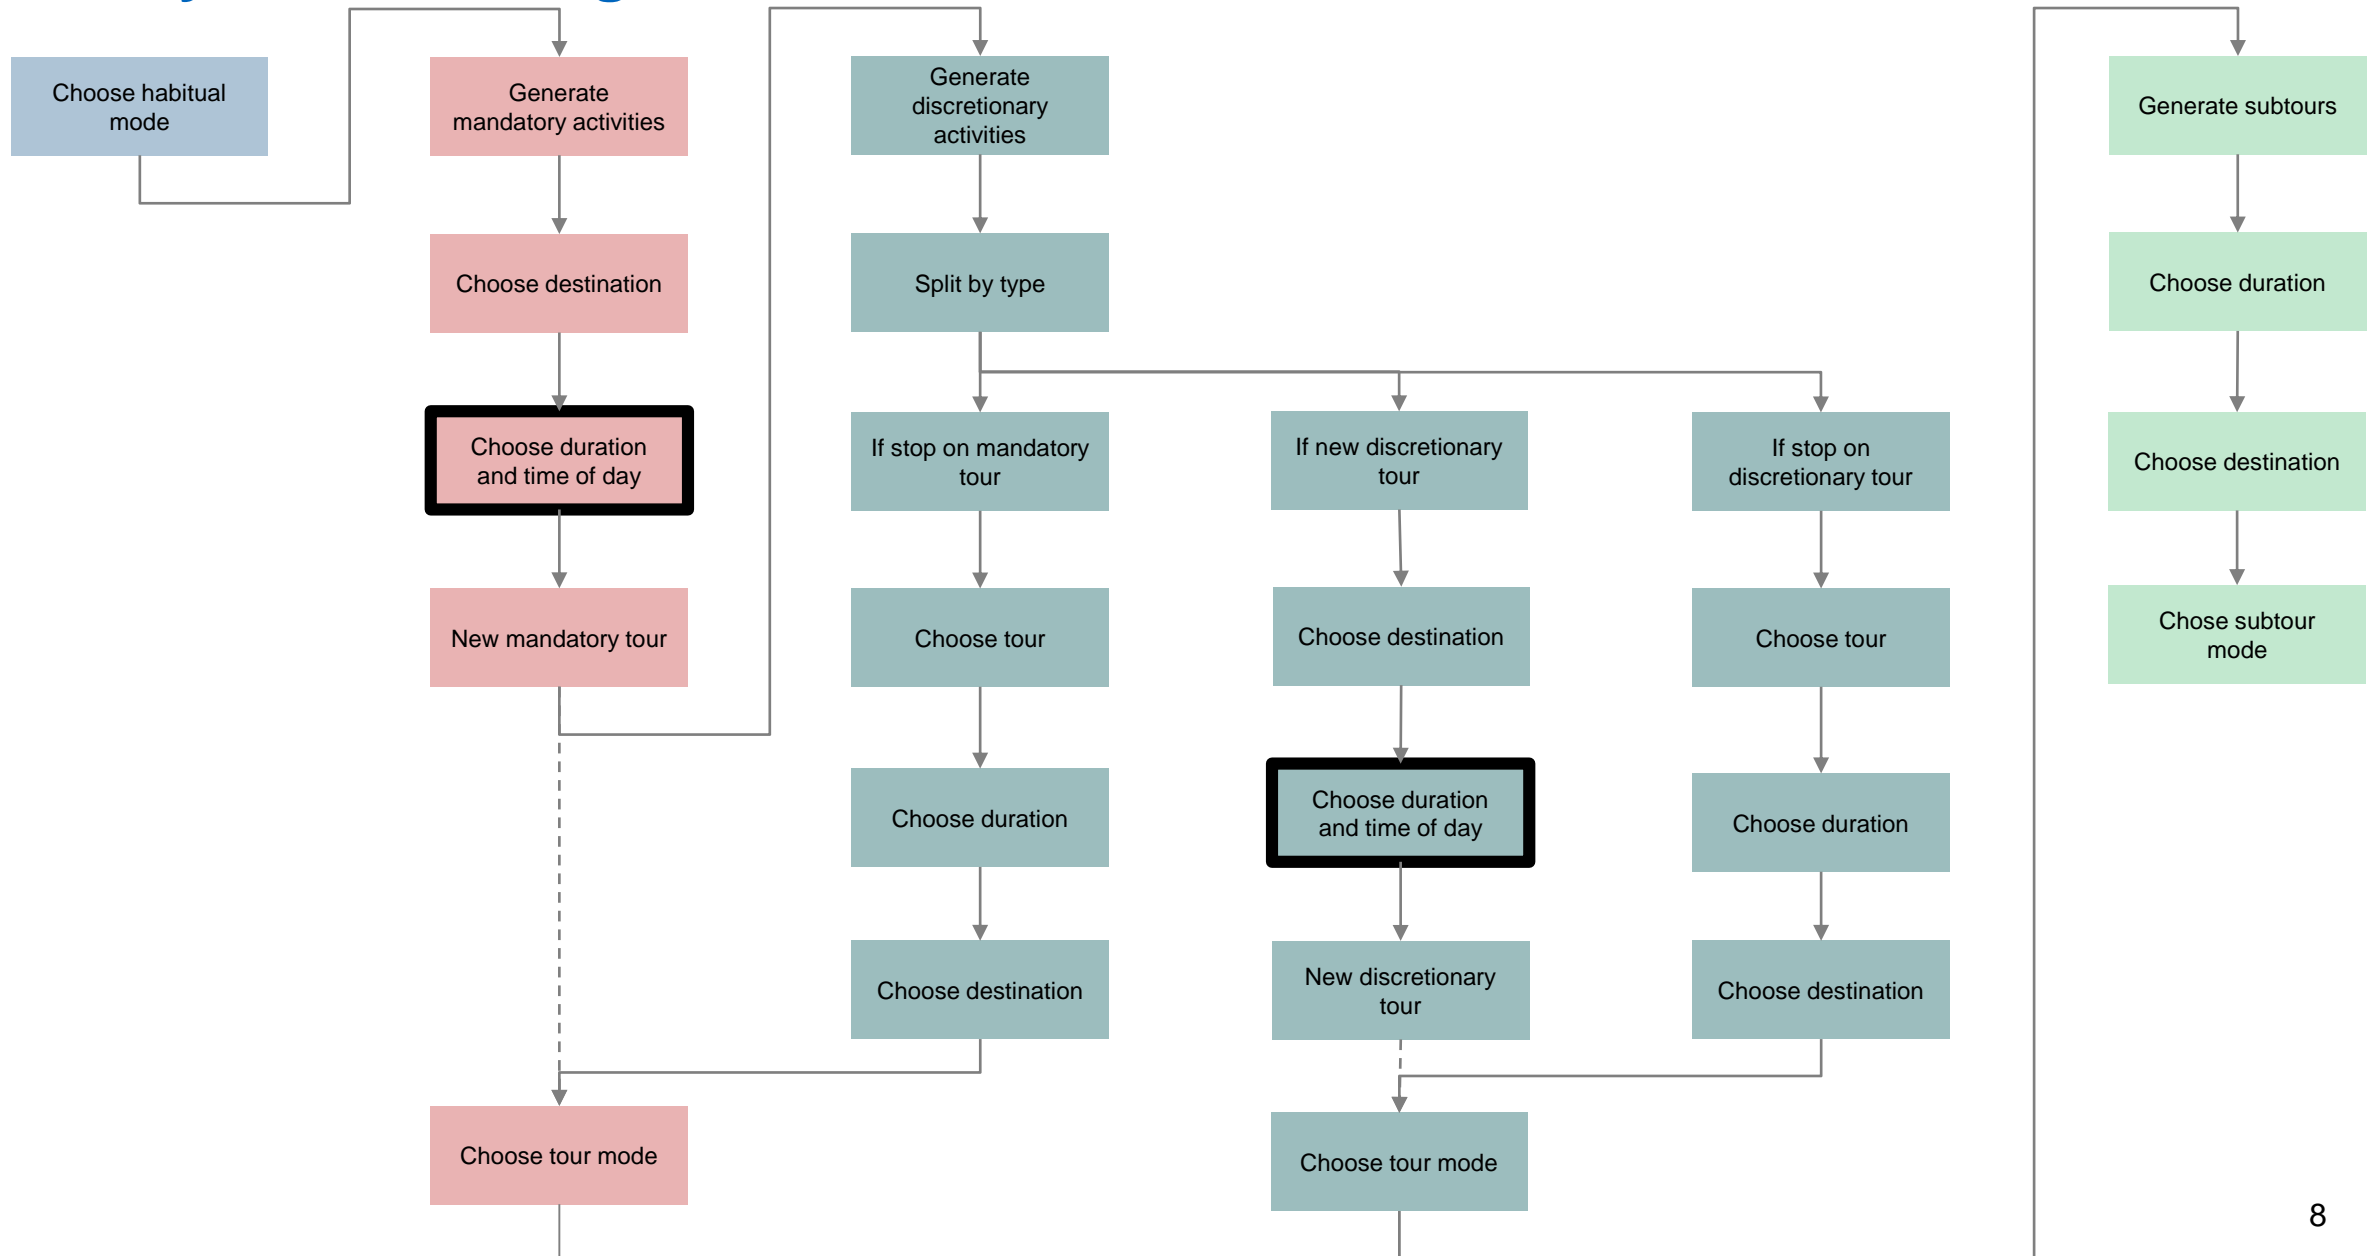 Choose habitual
mode
Generate
mandatory activities
Choose destination
Choose duration
and time of day
New mandatory tour
Choose tour mode
Generate
discretionary
activities
Split by type
If stop on mandatory
tour
Choose tour
Choose duration
Choose destination
If new discretionary
tour
Choose destination
Choose duration
and time of day
New discretionary
tour
Choose tour mode
If stop on
discretionary tour
Choose tour
Choose duration
Choose destination
Generate subtours
Choose duration
Choose destination
Chose subtour
mode
8